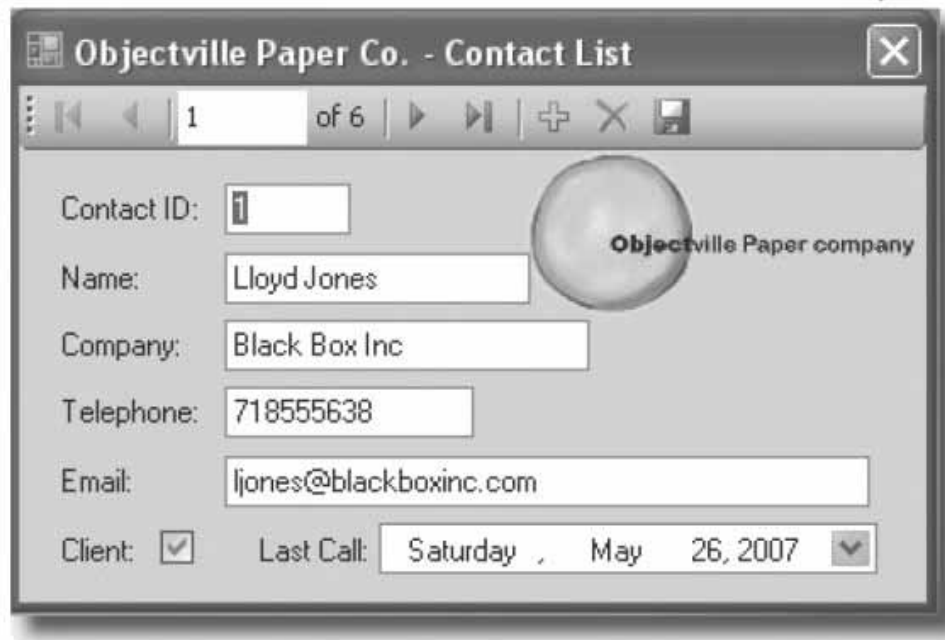 Objectville Paper Co. - Contact List
1 of 6
Contact ID: 1
Objectville Paper company
Name: Lloyd Jones
Company: Black Box Inc
Telephone: 718555638
Email: ljones@blackboxinc.com
Client: Last Call: Saturday , May 26, 2007